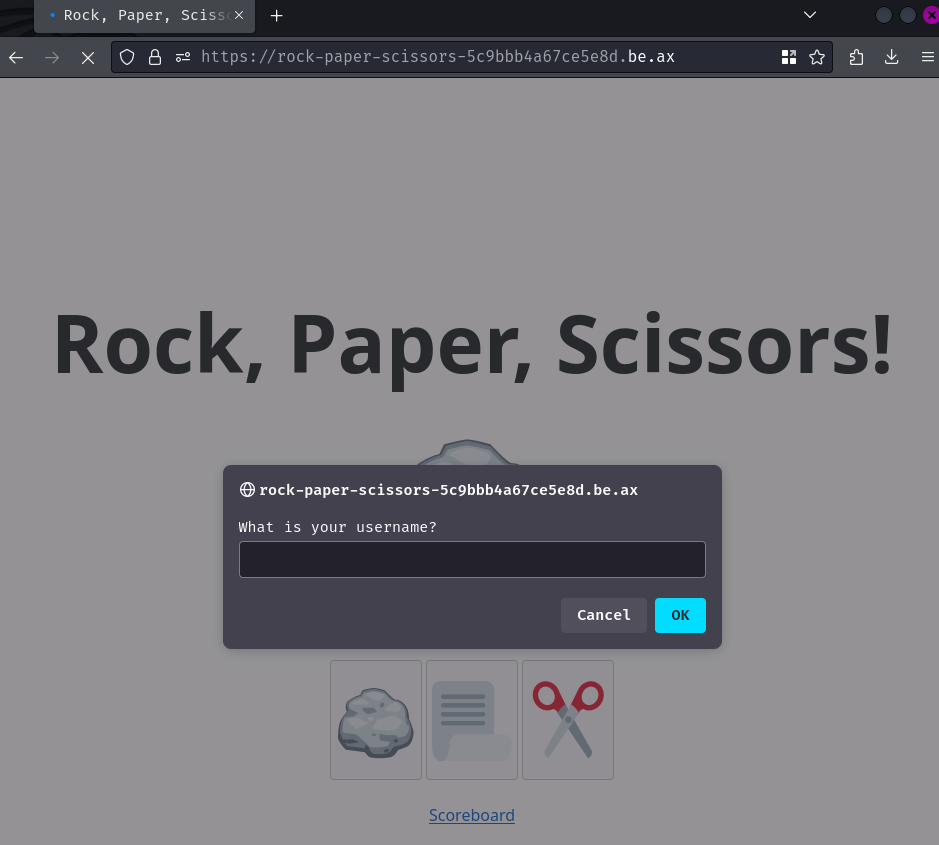 Rock, Paper, Sciss
https://rock-paper-scissors-5c9bbb4a67ce5e8d.be.ax
Rock, Paper, Scissors!
rock-paper-scissors-5c9bbb4a67ce5e8d.be.ax
What is your username?
Cancel OK
Scoreboard